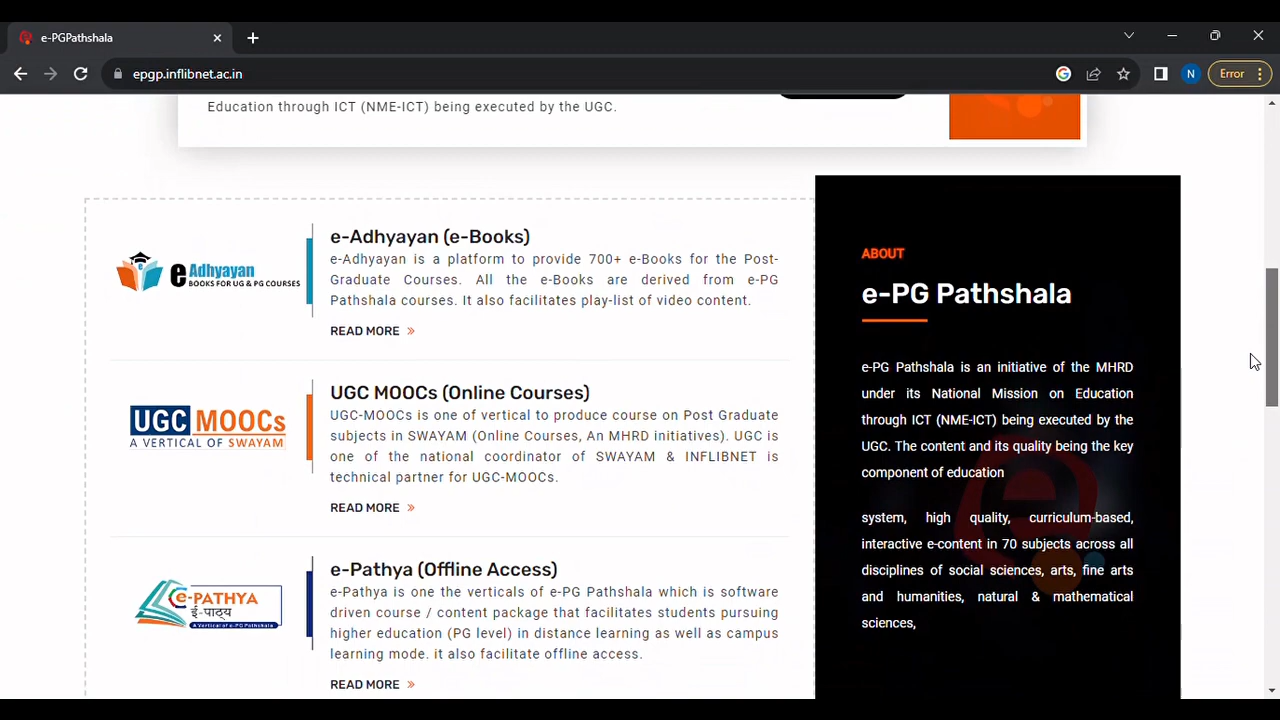 e-PGPathshala
epgp.inflibnet.ac.in
N
Error
Education through ICT (NME-ICT) being executed by the UGC.
e Adhyayan
BOOKS FOR UG & PG COURSES
e-Adhyayan (e-Books)
e-Adhyayan is a platform to provide 700+ e-Books for the Post-
Graduate Courses. All the e-Books are derived from e-PG
Pathshala courses. It also facilitates play-list of video content.
READ MORE »
UGC MOOCs
A VERTICAL OF SWAYAM
UGC MOOCs (Online Courses)
UGC-MOOCs is one of vertical to produce course on Post Graduate
subjects in SWAYAM (Online Courses, An MHRD initiatives). UGC is
one of the national coordinator of SWAYAM & INFLIBNET is
technical partner for UGC-MOOCs.
READ MORE »
e-PATHYA
ई-पाठ्य
A Vertical of e-PG Pathshala
e-Pathya (Offline Access)
e-Pathya is one the verticals of e-PG Pathshala which is software
driven course / content package that facilitates students pursuing
higher education (PG level) in distance learning as well as campus
learning mode. it also facilitate offline access.
READ MORE »
ABOUT
e-PG Pathshala
e-PG Pathshala is an initiative of the MHRD
under its National Mission on Education
through ICT (NME-ICT) being executed by the
UGC. The content and its quality being the key
component of education
system, high quality, curriculum-based,
interactive e-content in 70 subjects across all
disciplines of social sciences, arts, fine arts
and humanities, natural & mathematical
sciences,